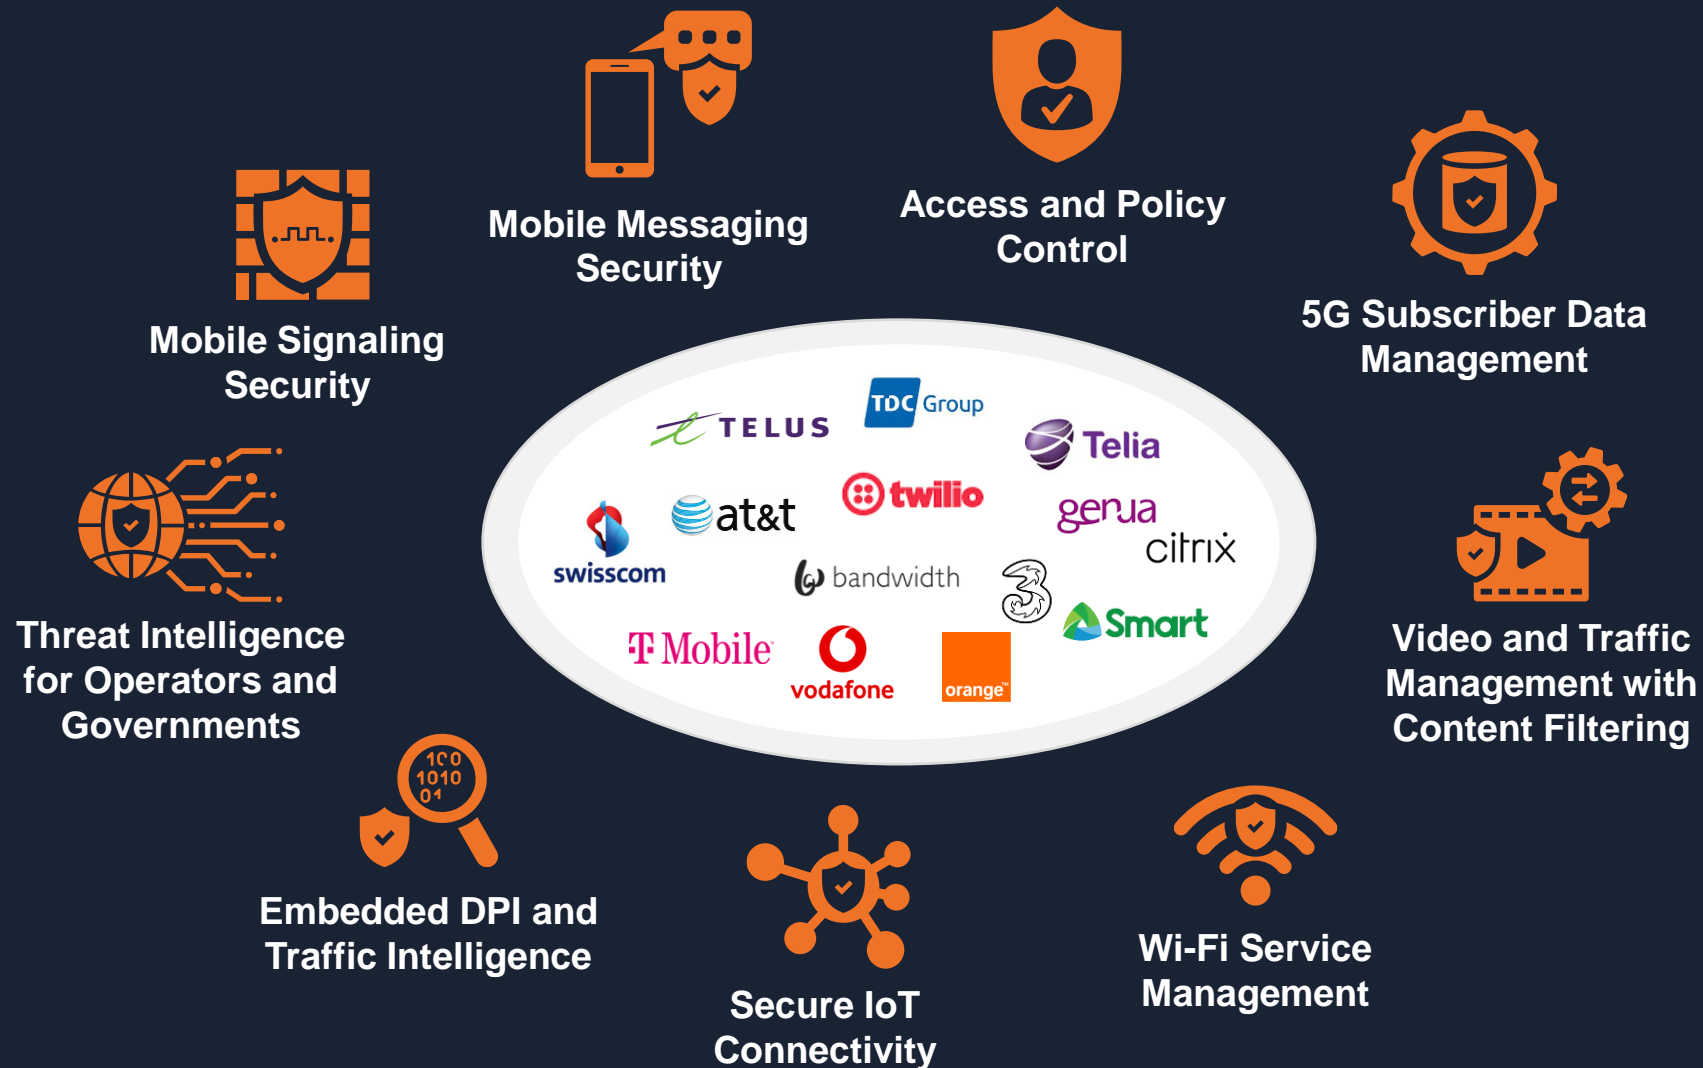 Mobile Messaging
Security
Access and Policy
Control
Mobile Signaling
Security
5G Subscriber Data
Management
TELUS
TDC Group
Telia
at&t
twilio
genua
citrix
swisscom
bandwidth
3
Smart
T Mobile
vodafone
orange™
Threat Intelligence
for Operators and
Governments
Video and Traffic
Management with
Content Filtering
100
1010
01
Embedded DPI and
Traffic Intelligence
Wi-Fi Service
Management
Secure IoT
Connectivity